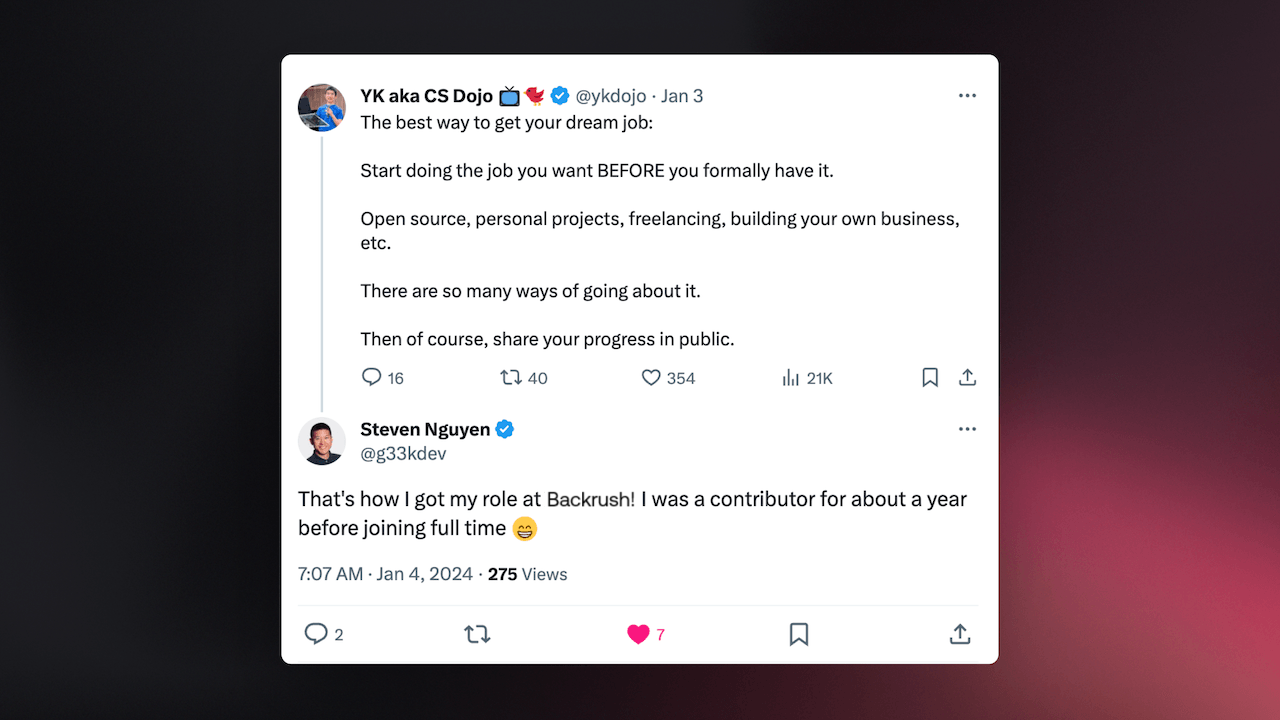 YK aka CS Dojo 📺🐦 @ykdojo · Jan 3
The best way to get your dream job:
Start doing the job you want BEFORE you formally have it.
Open source, personal projects, freelancing, building your own business,
etc.
There are so many ways of going about it.
Then of course, share your progress in public.
16 40 354 21K
Steven Nguyen
@g33kdev
That's how I got my role at Backrush! I was a contributor for about a year
before joining full time 😁
7:07 AM · Jan 4, 2024 · 275 Views
2 7